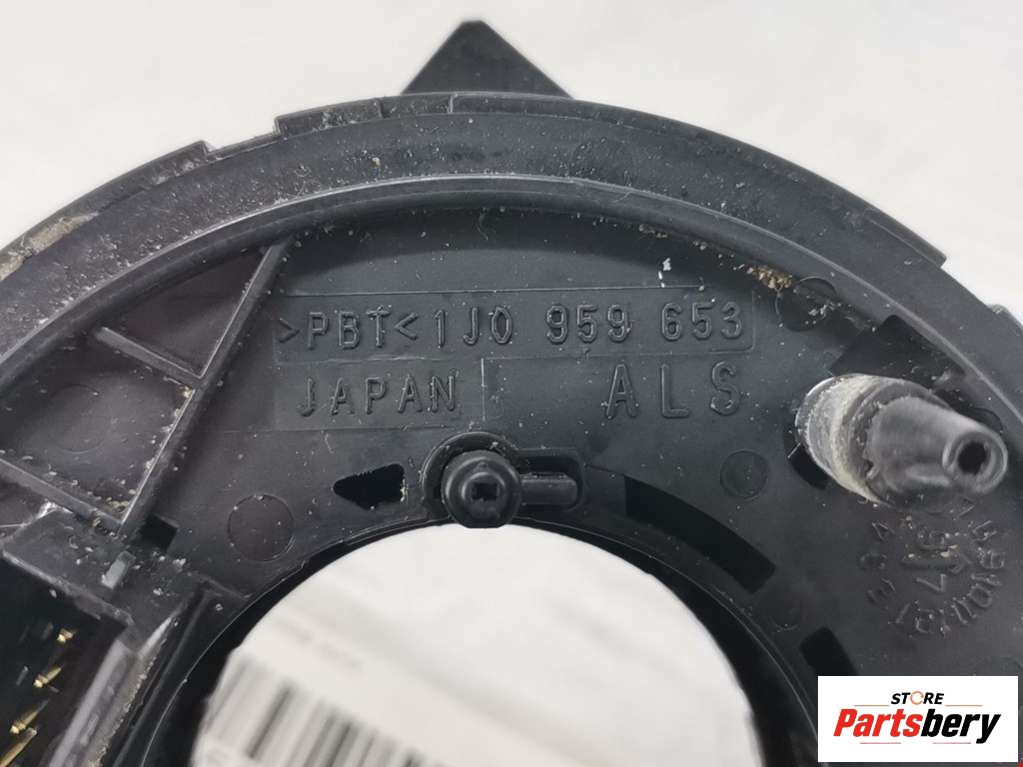 >PBT< 1J0 959 653
JAPAN ALS
STORE
Partsbery